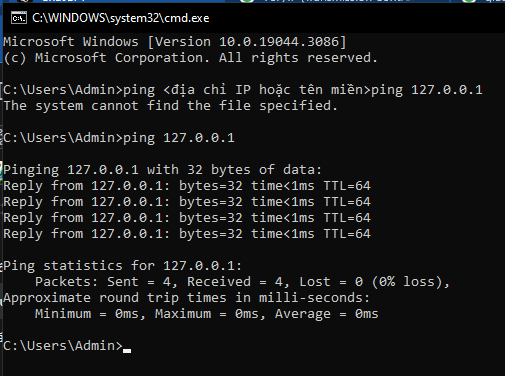 C:\WINDOWS\system32\cmd.exe
Microsoft Windows [Version 10.0.19044.3086]
(c) Microsoft Corporation. All rights reserved.
C:\Users\Admin>ping <địa chỉ IP hoặc tên miền>ping 127.0.0.1
The system cannot find the file specified.
C:\Users\Admin>ping 127.0.0.1
Pinging 127.0.0.1 with 32 bytes of data:
Reply from 127.0.0.1: bytes=32 time<1ms TTL=64
Reply from 127.0.0.1: bytes=32 time<1ms TTL=64
Reply from 127.0.0.1: bytes=32 time<1ms TTL=64
Reply from 127.0.0.1: bytes=32 time<1ms TTL=64
Ping statistics for 127.0.0.1:
    Packets: Sent = 4, Received = 4, Lost = 0 (0% loss),
Approximate round trip times in milli-seconds:
    Minimum = 0ms, Maximum = 0ms, Average = 0ms
C:\Users\Admin>